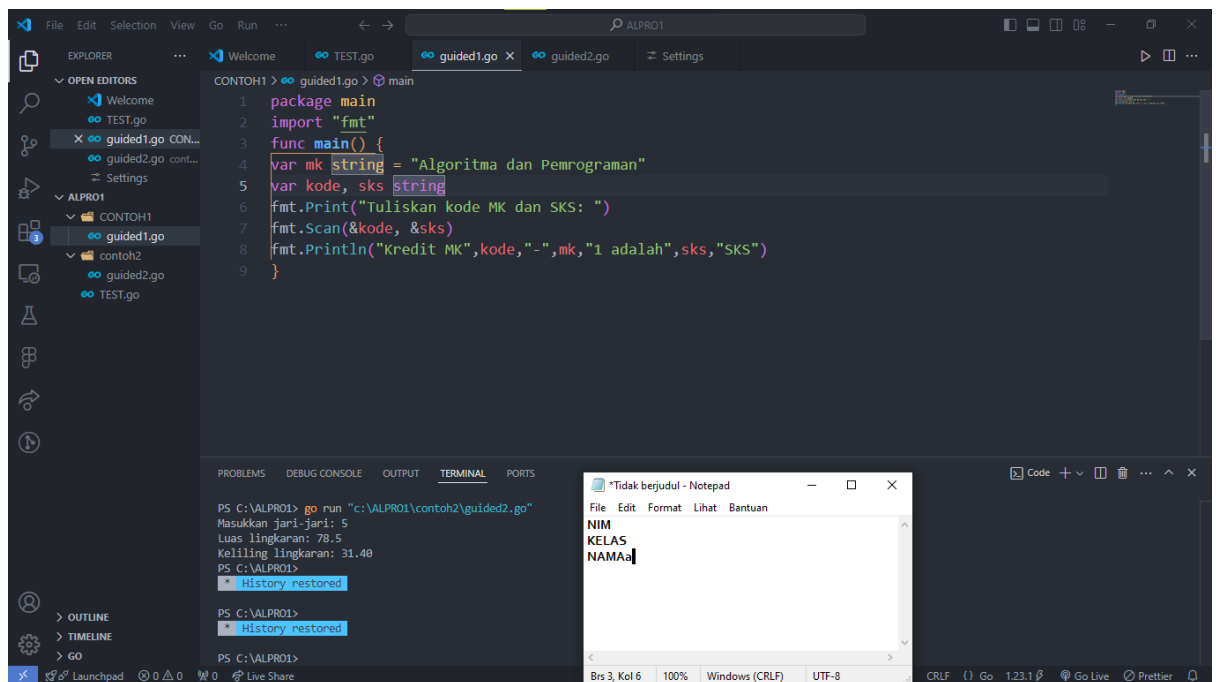 File Edit Selection View Go Run ··· ← → ALPRO1
EXPLORER ···
OPEN EDITORS
Welcome
TEST.go
guided1.go CON...
guided2.go cont...
Settings
ALPRO1
CONTOH1
guided1.go
contoh2
guided2.go
TEST.go
OUTLINE
TIMELINE
GO
3
Welcome TEST.go guided1.go guided2.go Settings ···
CONTOH1 > guided1.go > main
1 package main
2 import "fmt"
3 func main() {
4 var mk string = "Algoritma dan Pemrograman"
5 var kode, sks string
6 fmt.Print("Tuliskan kode MK dan SKS: ")
7 fmt.Scan(&kode, &sks)
8 fmt.Println("Kredit MK",kode,"-",mk,"1 adalah",sks,"SKS")
9 }
PROBLEMS DEBUG CONSOLE OUTPUT TERMINAL PORTS Code
PS C:\ALPRO1> go run "c:\ALPRO1\contoh2\guided2.go"
Masukkan jari-jari: 5
Luas lingkaran: 78.5
Keliling lingkaran: 31.40
PS C:\ALPRO1>
* History restored
PS C:\ALPRO1>
* History restored
PS C:\ALPRO1>
*Tidak berjudul - Notepad
File Edit Format Lihat Bantuan
NIM
KELAS
NAMAa
Brs 3, Kol 6 100% Windows (CRLF) UTF-8
Launchpad 0 0 0 Live Share CRLF {} Go 1.23.1 Go Live Prettier